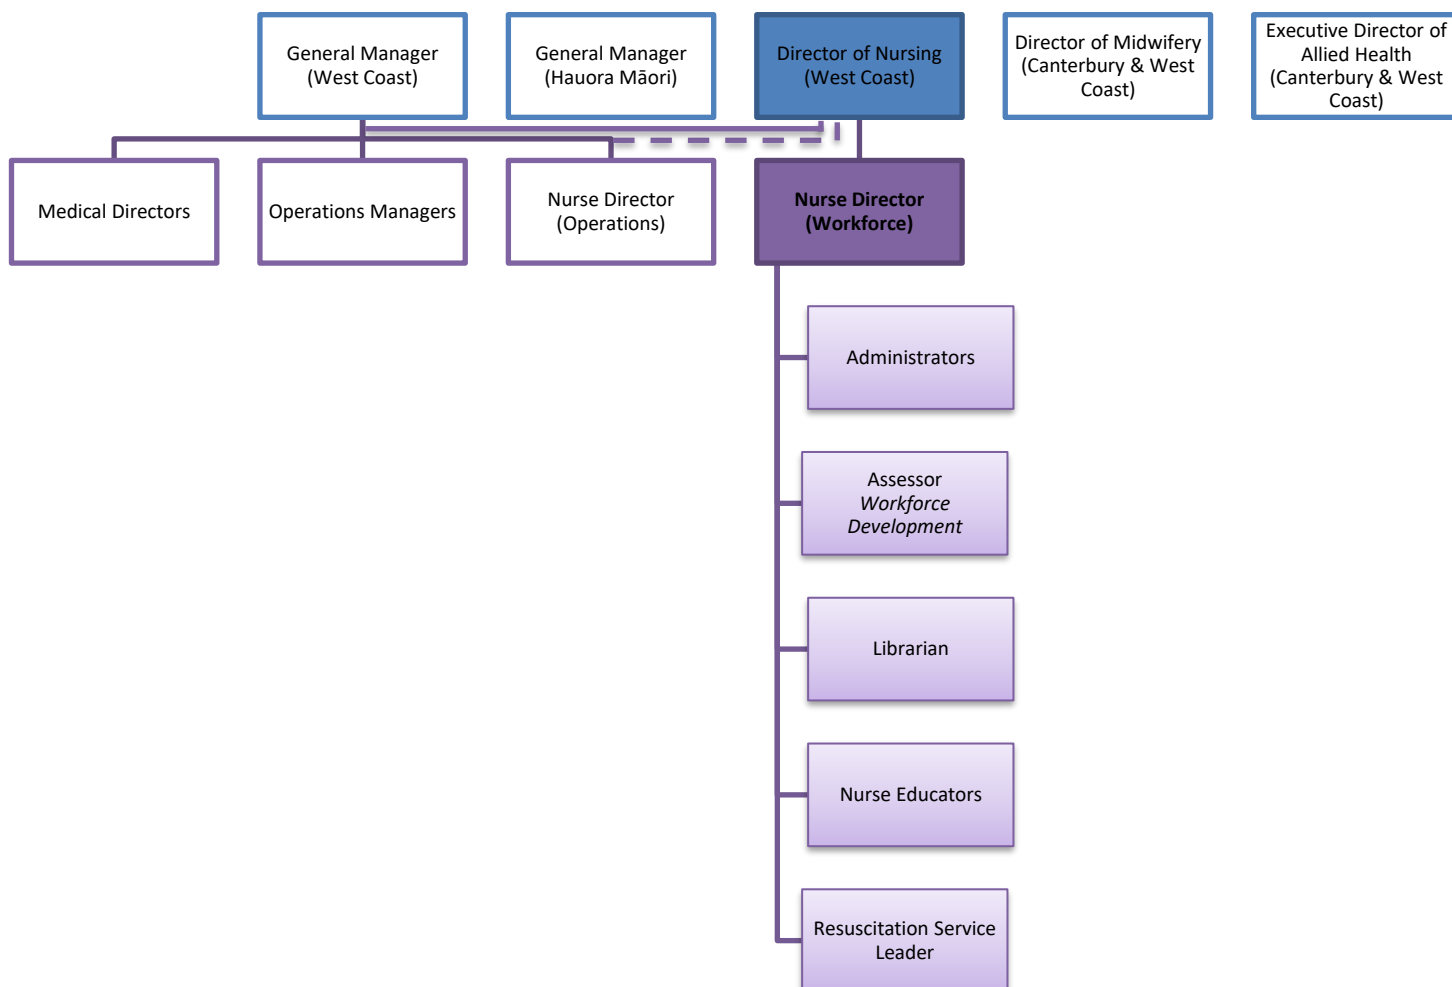 General Manager
(West Coast)
General Manager
(Hauora Māori)
Director of Nursing
(West Coast)
Director of Midwifery
(Canterbury & West
Coast)
Executive Director of
Allied Health
(Canterbury & West
Coast)
Medical Directors
Operations Managers
Nurse Director
(Operations)
Nurse Director
(Workforce)
Administrators
Assessor
Workforce
Development
Librarian
Nurse Educators
Resuscitation Service
Leader